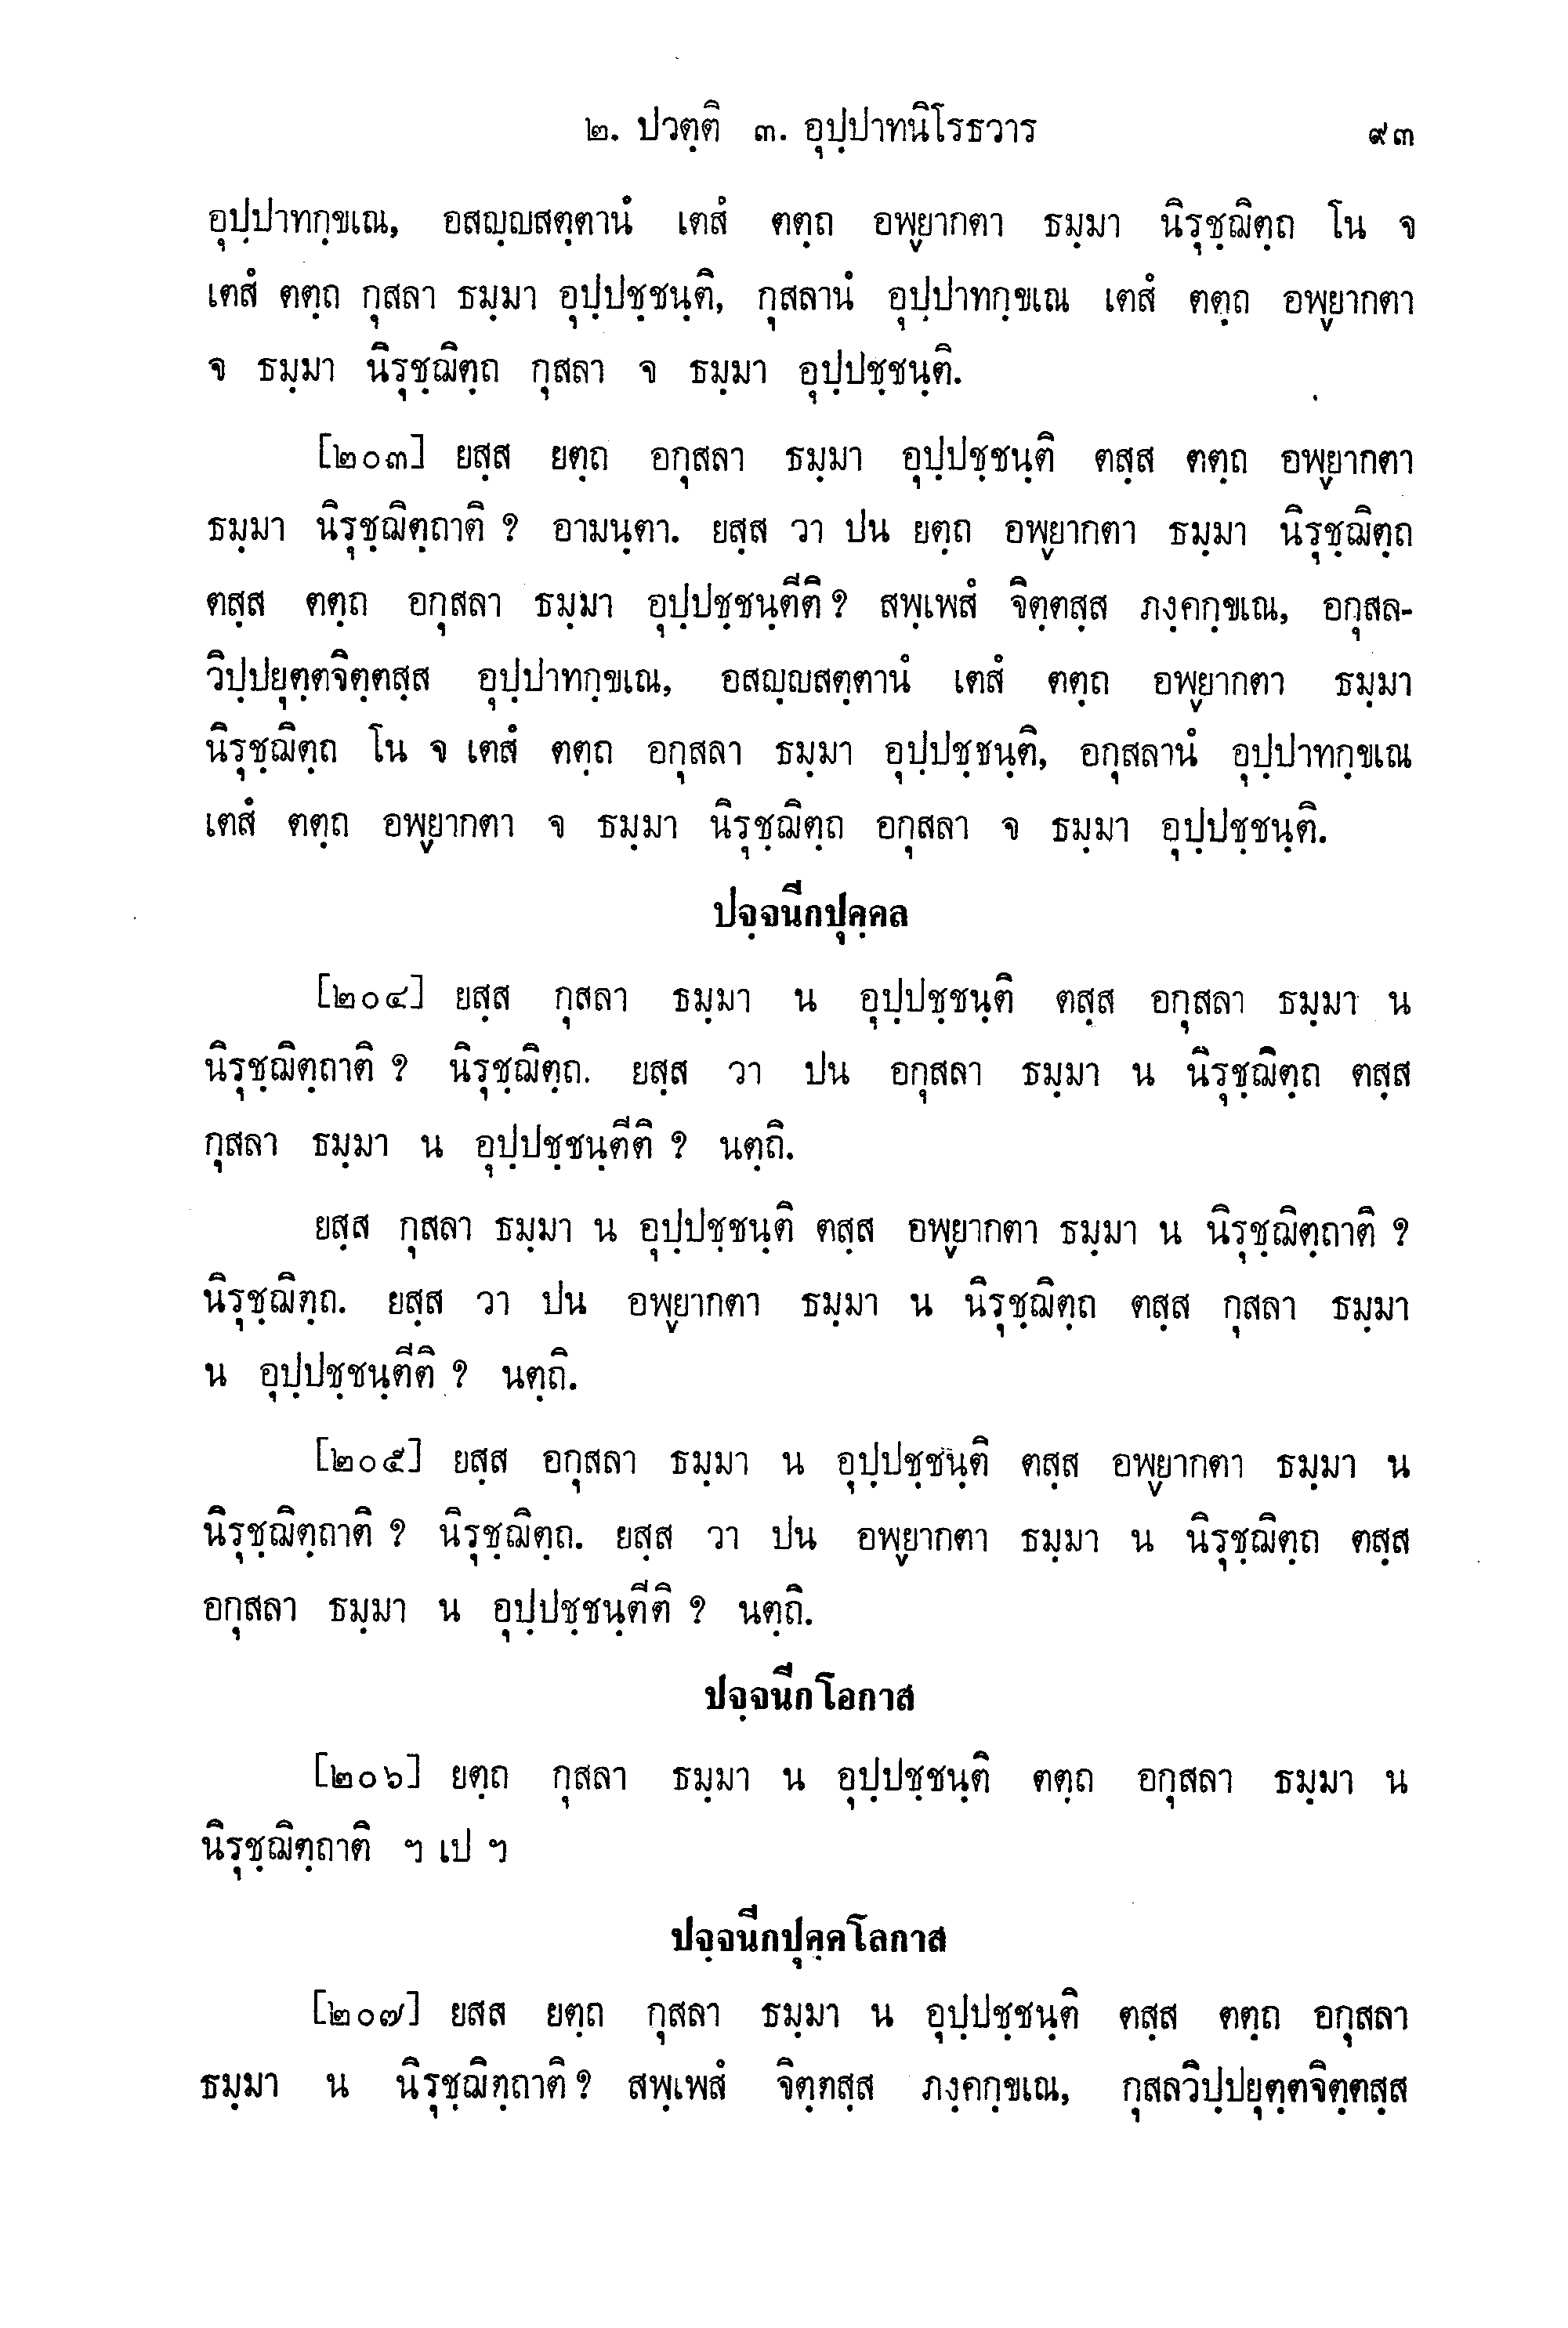 ๒. ปวตฺติ ๓. อุปฺปาทนิโรธวาร ๙๓
อุปฺปาทกฺขเณ, อสญฺญสตฺตานํ เตสํ ตตฺถ อพฺยากตา ธมฺมา นิรุชฺฌิตฺถ โน จ
เตสํ ตตฺถ กุสลา ธมฺมา อุปฺปชฺชนฺติ, กุสลานํ อุปฺปาทกฺขเณ เตสํ ตตฺถ อพฺยากตา
จ ธมฺมา นิรุชฺฌิตฺถ กุสลา จ ธมฺมา อุปฺปชฺชนฺติ.
[๒๐๓] ยสฺส ยตฺถ อกุสลา ธมฺมา อุปฺปชฺชนฺติ ตสฺส ตตฺถ อพฺยากตา
ธมฺมา นิรุชฺฌิตฺถาติ ? อามนฺตา. ยสฺส วา ปน ยตฺถ อพฺยากตา ธมฺมา นิรุชฺฌิตฺถ
ตสฺส ตตฺถ อกุสลา ธมฺมา อุปฺปชฺชนฺตีติ ? สพฺเพสํ จิตฺตสฺส ภงฺคกฺขเณ, อกุสล-
วิปฺปยุตฺตจิตฺตสฺส อุปฺปาทกฺขเณ, อสญฺญสตฺตานํ เตสํ ตตฺถ อพฺยากตา ธมฺมา
นิรุชฺฌิตฺถ โน จ เตสํ ตตฺถ อกุสลา ธมฺมา อุปฺปชฺชนฺติ, อกุสลานํ อุปฺปาทกฺขเณ
เตสํ ตตฺถ อพฺยากตา จ ธมฺมา นิรุชฺฌิตฺถ อกุสลา จ ธมฺมา อุปฺปชฺชนฺติ.
ปจฺจนีกปุคฺคล
[๒๐๔] ยสฺส กุสลา ธมฺมา น อุปฺปชฺชนฺติ ตสฺส อกุสลา ธมฺมา น
นิรุชฺฌิตฺถาติ ? นิรุชฺฌิตฺถ. ยสฺส วา ปน อกุสลา ธมฺมา น นิรุชฺฌิตฺถ ตสฺส
กุสลา ธมฺมา น อุปฺปชฺชนฺตีติ ? นตฺถิ.
ยสฺส กุสลา ธมฺมา น อุปฺปชฺชนฺติ ตสฺส อพฺยากตา ธมฺมา น นิรุชฺฌิตฺถาติ ?
นิรุชฺฌิตฺถ. ยสฺส วา ปน อพฺยากตา ธมฺมา น นิรุชฺฌิตฺถ ตสฺส กุสลา ธมฺมา
น อุปฺปชฺชนฺตีติ ? นตฺถิ.
[๒๐๕] ยสฺส อกุสลา ธมฺมา น อุปฺปชฺชนฺติ ตสฺส อพฺยากตา ธมฺมา น
นิรุชฺฌิตฺถาติ ? นิรุชฺฌิตฺถ. ยสฺส วา ปน อพฺยากตา ธมฺมา น นิรุชฺฌิตฺถ ตสฺส
อกุสลา ธมฺมา น อุปฺปชฺชนฺตีติ ? นตฺถิ.
ปจฺจนีกโอกาส
[๒๐๖] ยตฺถ กุสลา ธมฺมา น อุปฺปชฺชนฺติ ตตฺถ อกุสลา ธมฺมา น
นิรุชฺฌิตฺถาติ ฯ เป ฯ
ปจฺจนีกปุคฺคโลกาส
[๒๐๗] ยสส ยตฺถ กุสลา ธมฺมา น อุปฺปชฺชนฺติ ตสฺส ตตฺถ อกุสลา
ธมฺมา น นิรุชฺฌิตฺถาติ ? สพฺเพสํ จิตฺตสฺส ภงฺคกฺขเณ, กุสลวิปฺปยุตฺตจิตฺตสฺส